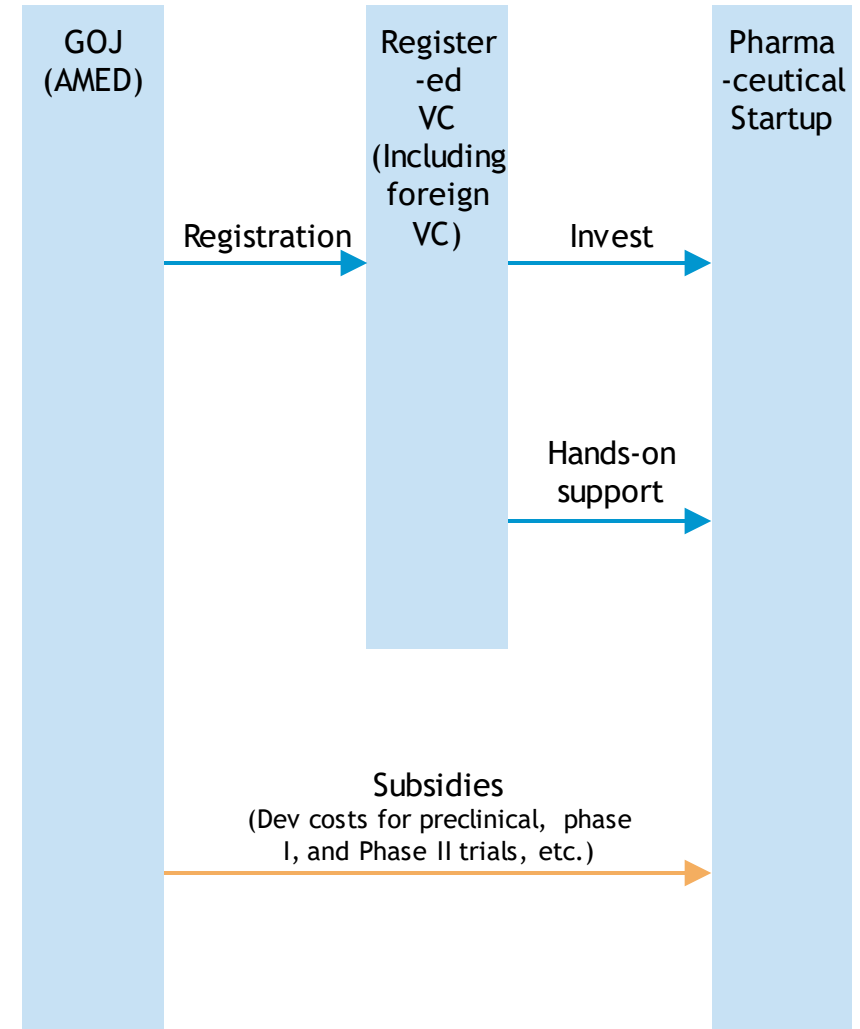 GOJ
(AMED)
Register
-ed
VC
(Including
foreign
VC)
Pharma
-ceutical
Startup
Registration
Invest
Hands-on
support
Subsidies
(Dev costs for preclinical, phase
I, and Phase II trials, etc.)